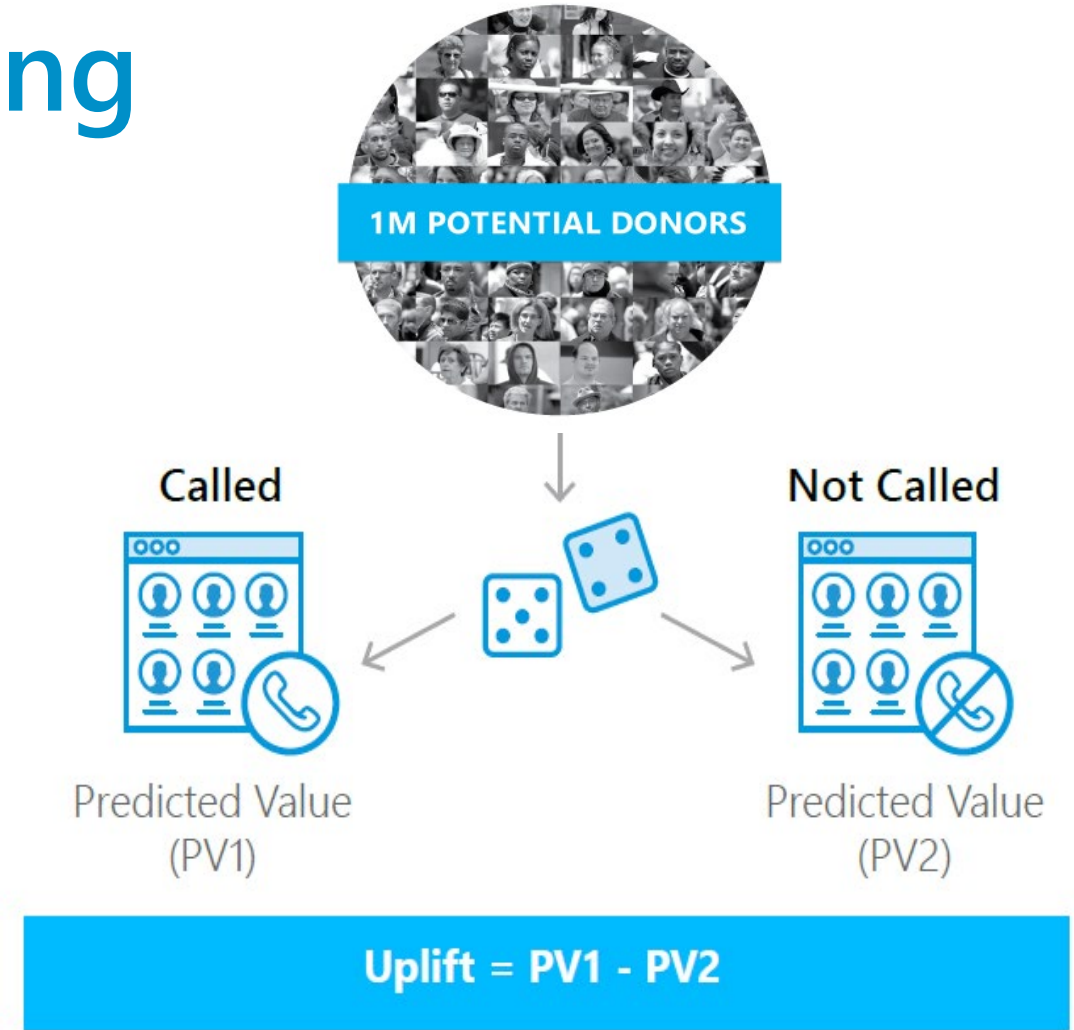 ng
1M POTENTIAL DONORS
Called
Not Called
Predicted Value
(PV1)
Predicted Value
(PV2)
Uplift = PV1 - PV2